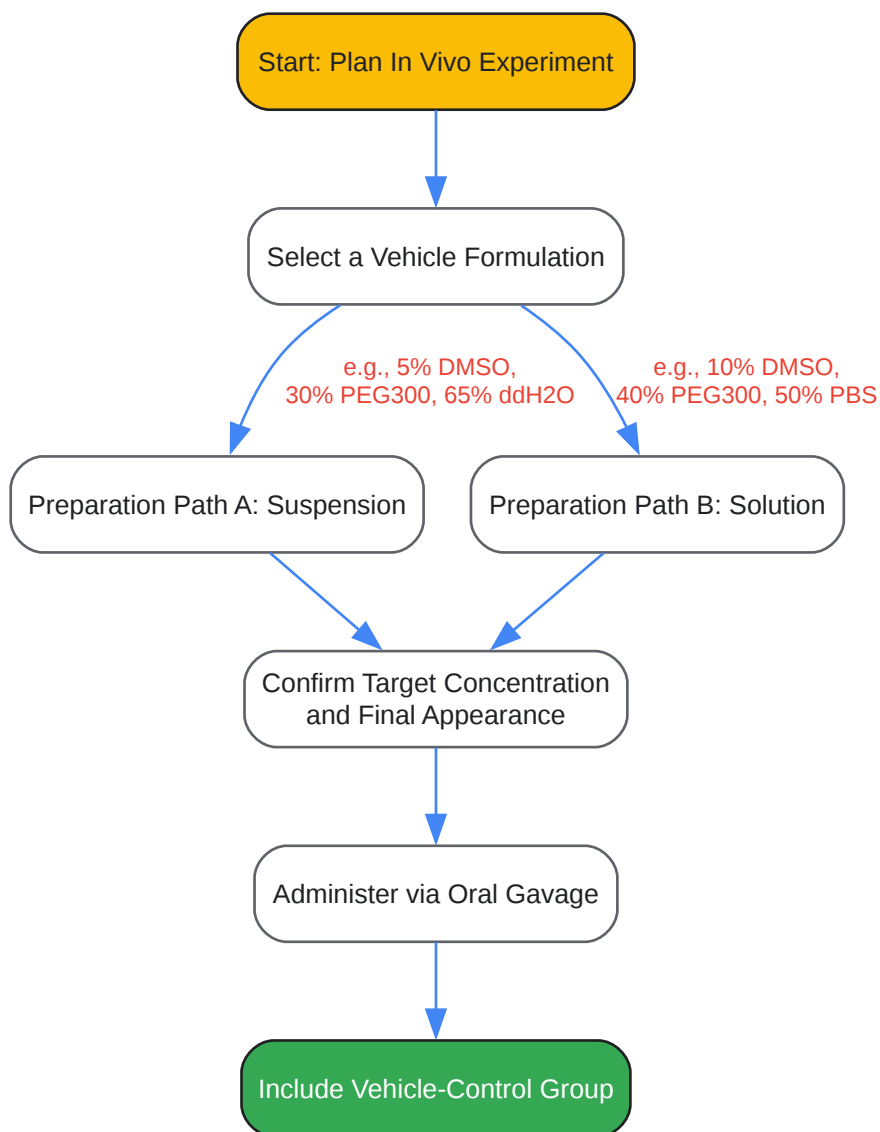 Start: Plan In Vivo Experiment
Select a Vehicle Formulation
e.g., 5% DMSO,
30% PEG300, 65% ddH2O
e.g., 10% DMSO,
40% PEG300, 50% PBS
Preparation Path A: Suspension
Preparation Path B: Solution
Confirm Target Concentration
and Final Appearance
Administer via Oral Gavage
Include Vehicle-Control Group